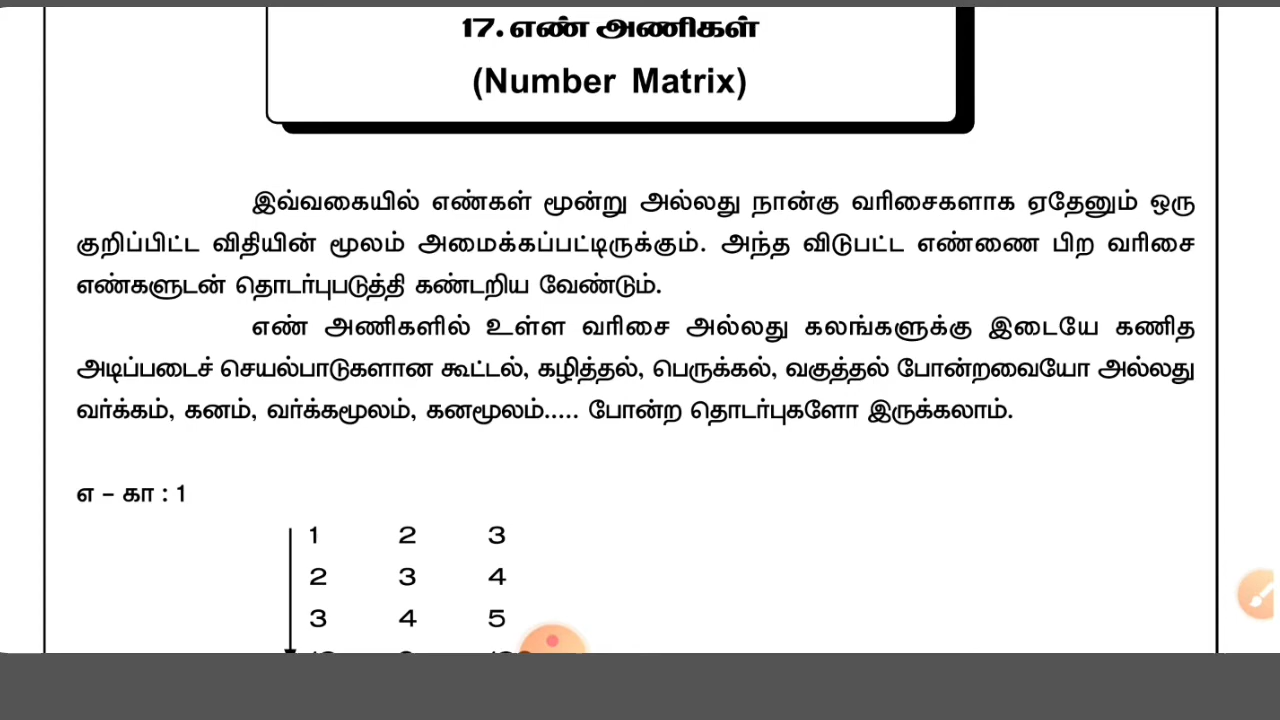 17. எண் அணிகள்
(Number Matrix)
இவ்வகையில் எண்கள் மூன்று அல்லது நான்கு வரிசைகளாக ஏதேனும் ஒரு
குறிப்பிட்ட விதியின் மூலம் அமைக்கப்பட்டிருக்கும். அந்த விடுபட்ட எண்ணை பிற வரிசை
எண்களுடன் தொடர்புபடுத்தி கண்டறிய வேண்டும்.
எண் அணிகளில் உள்ள வரிசை அல்லது கலங்களுக்கு இடையே கணித
அடிப்படைச் செயல்பாடுகளான கூட்டல், கழித்தல், பெருக்கல், வகுத்தல் போன்றவையோ அல்லது
வர்க்கம், கனம், வர்க்கமூலம், கனமூலம்..... போன்ற தொடர்புகளோ இருக்கலாம்.
எ – கா : 1
1 2 3
2 3 4
3 4 5